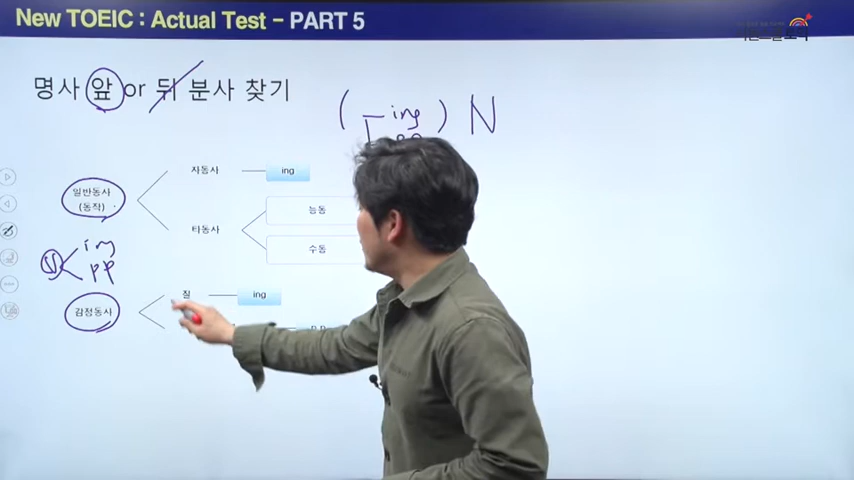 New TOEIC : Actual Test – PART 5
명사 앞 or 뒤 분사 찾기
( ing ) N
자동사 ing
일반동사
(동작)
능동
타동사
수동
ing
ⓥ pp
질 ing
감정동사
p.p